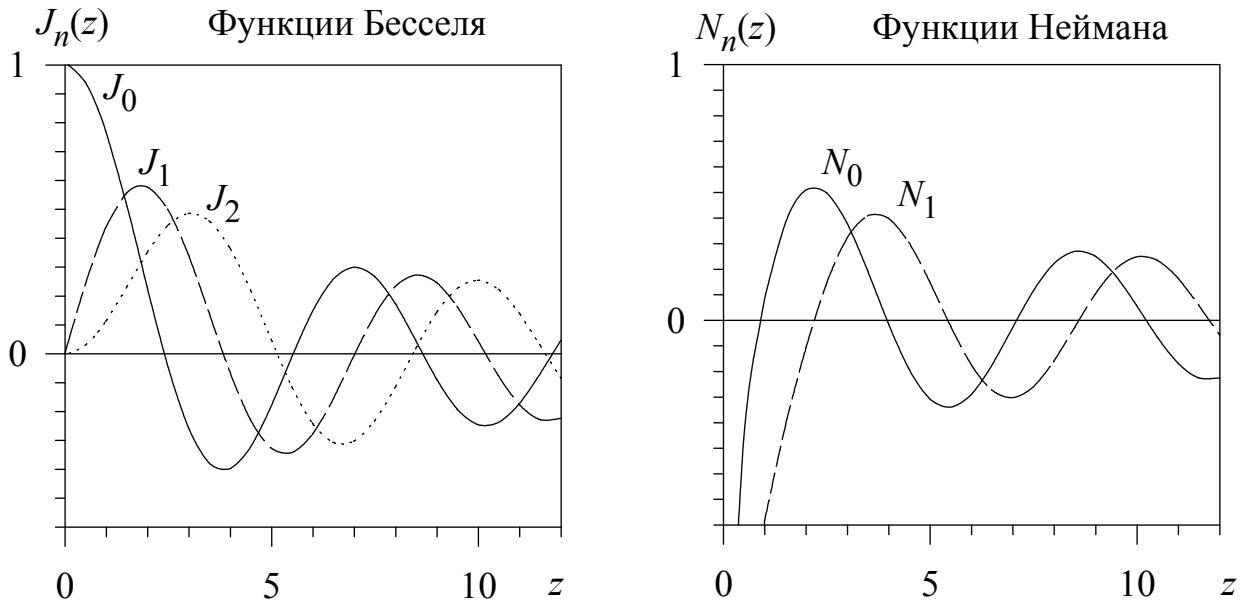 J_n(z) Функции Бесселя
1
J_0
J_1
J_2
0
0 5 10 z
N_n(z) Функции Неймана
1
N_0
N_1
0
0 5 10 z